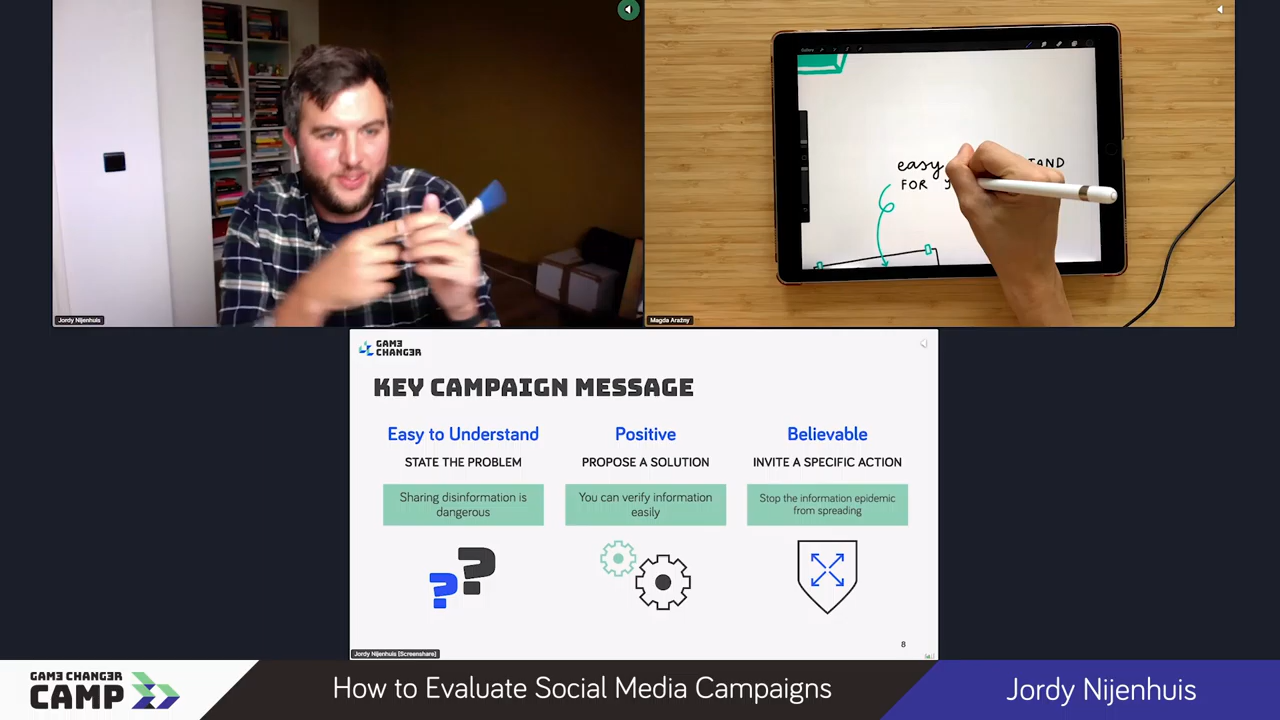 Jordy Nijenhuis
Gallery
easy
TAND
FOR
Magda Arażny
GAM3
CHANG3R
KEY CAMPAIGN MESSAGE
Easy to Understand
Positive
Believable
STATE THE PROBLEM
PROPOSE A SOLUTION
INVITE A SPECIFIC ACTION
Sharing disinformation is
dangerous
You can verify information
easily
Stop the information epidemic
from spreading
??
8
Jordy Nijenhuis [Screenshare]
GAM3 CHANG3R
CAMP
How to Evaluate Social Media Campaigns
Jordy Nijenhuis